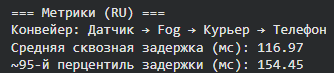 === Метрики (RU) ===
Конвейер: Датчик → Fog → Курьер → Телефон
Средняя сквозная задержка (мс): 116.97
~95-й перцентиль задержки (мс): 154.45